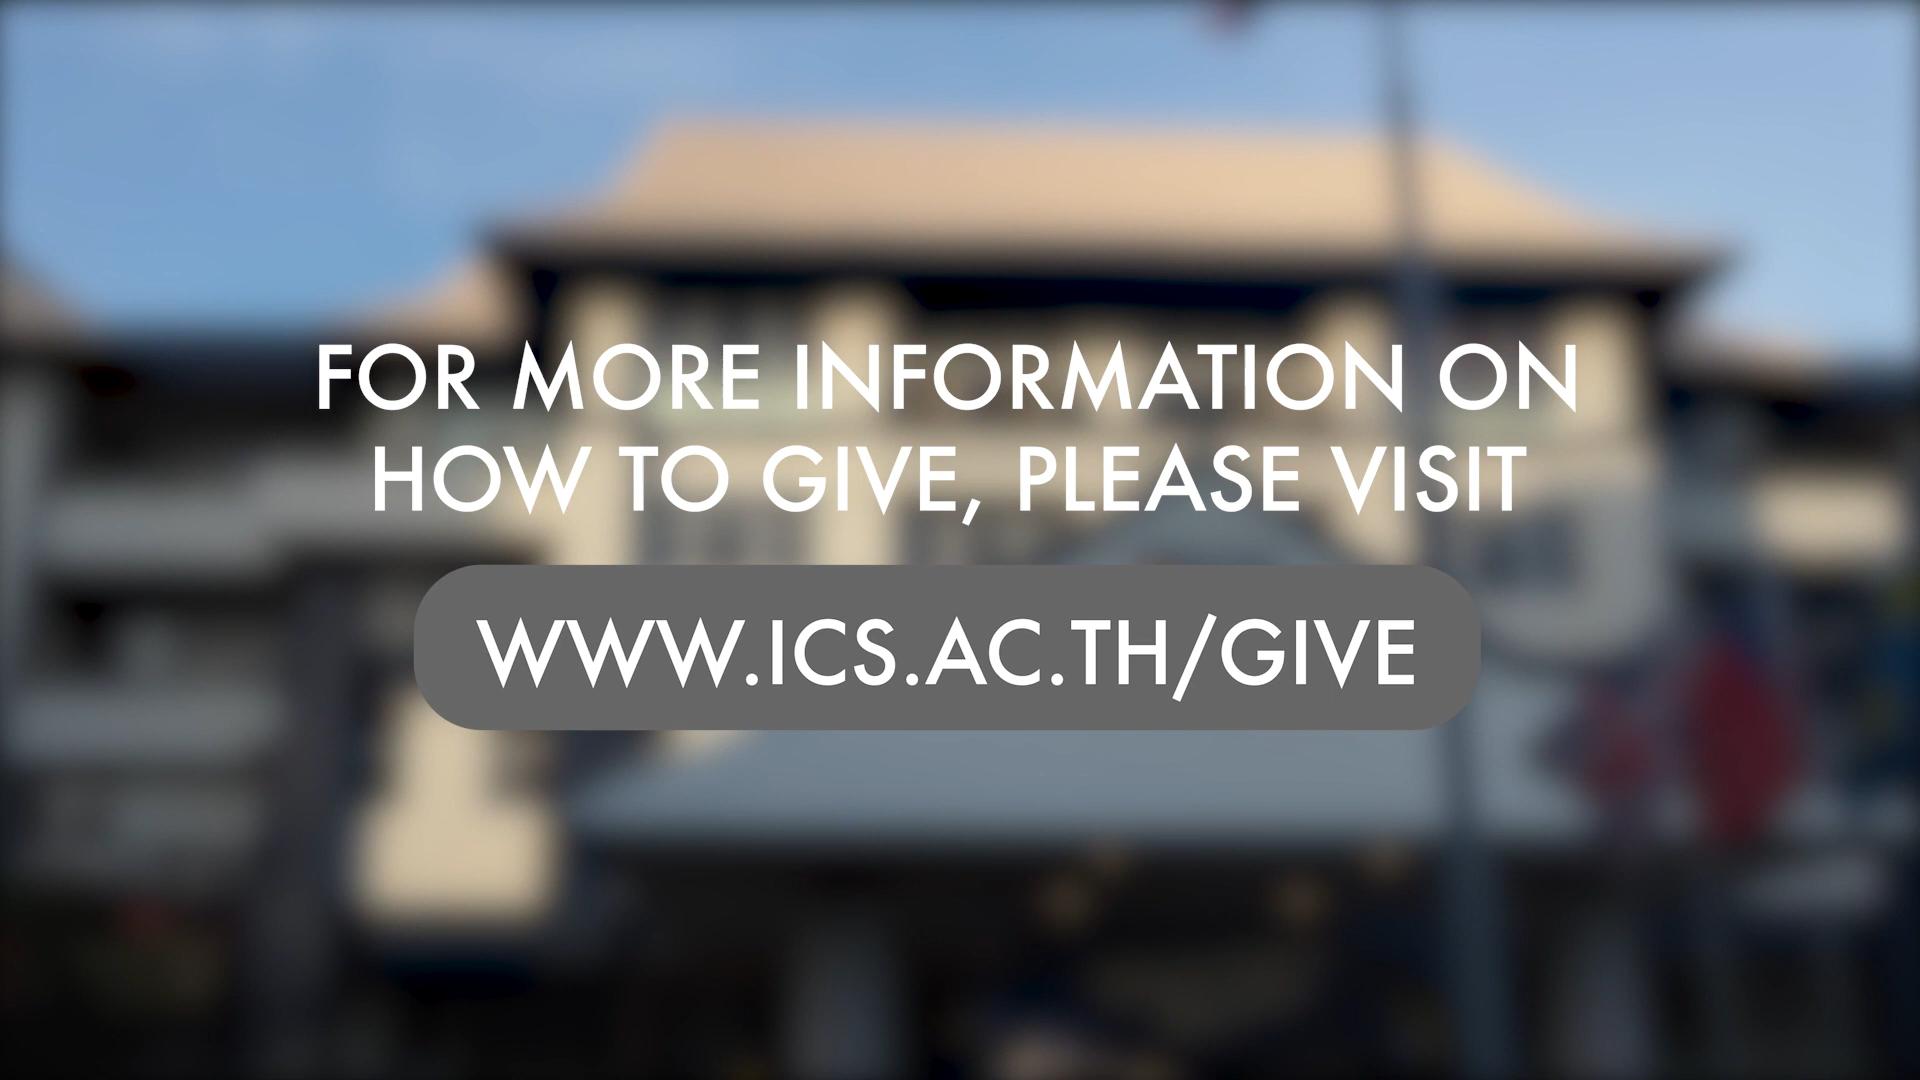 FOR MORE INFORMATION ON
HOW TO GIVE, PLEASE VISIT
WWW.ICS.AC.TH/GIVE